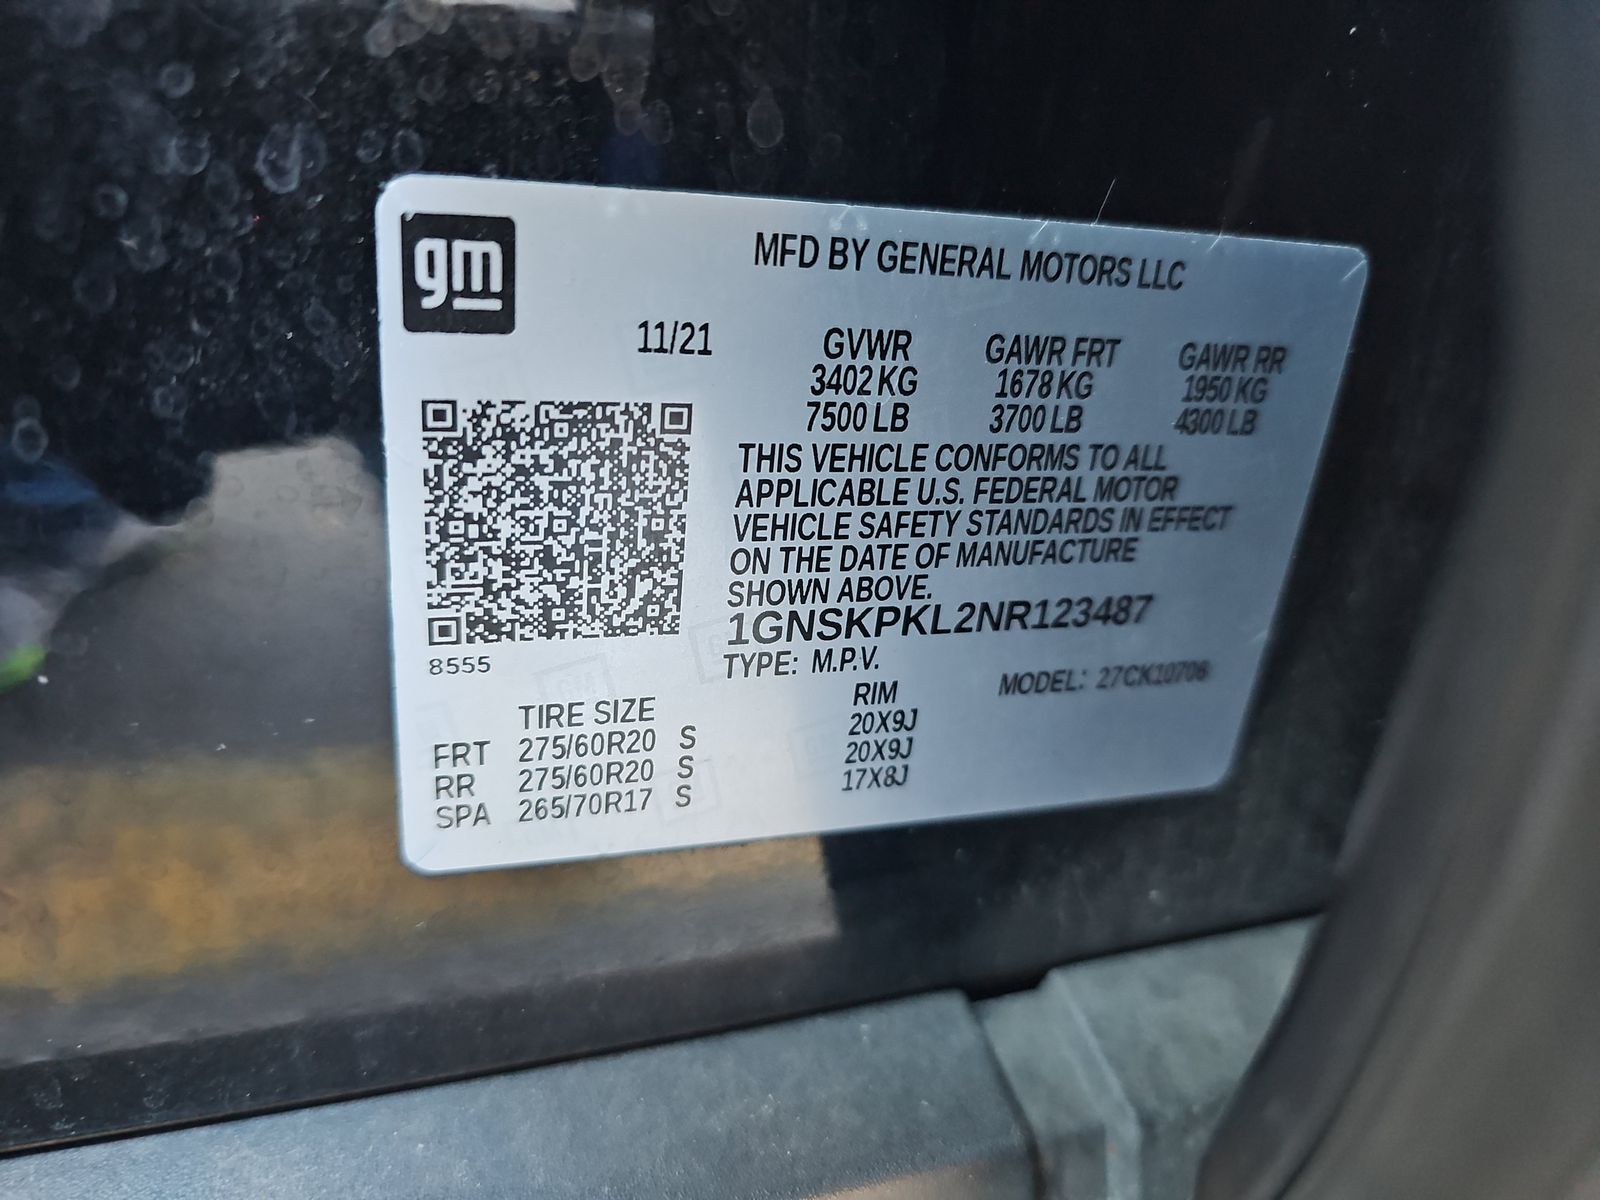 gm
MFD BY GENERAL MOTORS LLC
11/21
GVWR GAWR FRT GAWR RR
3402 KG 1678 KG 1950 KG
7500 LB 3700 LB 4300 LB
THIS VEHICLE CONFORMS TO ALL
APPLICABLE U.S. FEDERAL MOTOR
VEHICLE SAFETY STANDARDS IN EFFECT
ON THE DATE OF MANUFACTURE
SHOWN ABOVE.
1GNSKPKL2NR123487
8555
TYPE: M.P.V. MODEL: 27CK10706
TIRE SIZE RIM
FRT 275/60R20 S 20X9J
RR 275/60R20 S 20X9J
SPA 265/70R17 S 17X8J